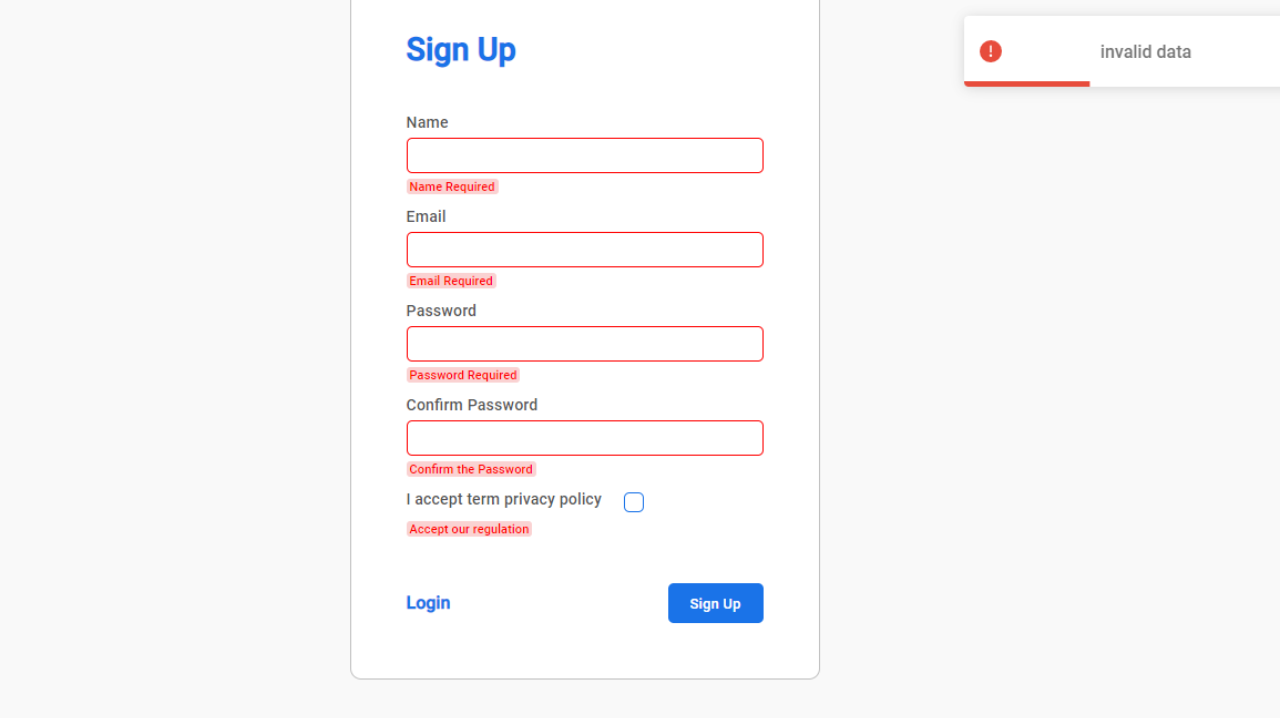 Sign Up
invalid data
Name
Name Required
Email
Email Required
Password
Password Required
Confirm Password
Confirm the Password
I accept term privacy policy
Accept our regulation
Login
Sign Up